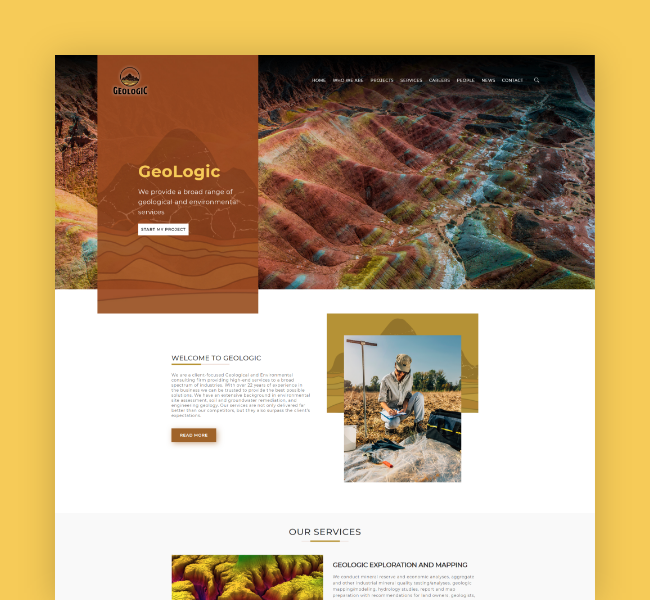 GEOLOGIC
HOME WHO WE ARE PROJECTS SERVICES CAREERS PEOPLE NEWS CONTACT
GeoLogic
We provide a broad range of
geological and environmental
services
START MY PROJECT
WELCOME TO GEOLOGIC
We are a client focused Geological and Environmental
consulting firm providing high-end services to a broad
spectrum of industries. With over 22 years of experience in
the business we can be trusted to provide the best possible
solutions. We have an extensive background in environmental
site assessment, soil and groundwater remediation, and
engineering geology. Our services are not only delivered far
better than our competitors, but they also surpass the client's
expectations.
READ MORE
OUR SERVICES
GEOLOGIC EXPLORATION AND MAPPING
We conduct mineral reserve and economic analyses, aggregate
and other industrial mineral quality testing/analyses, geologic
mapping/modeling, hydrology studies, report and map
preparation with recommendations for land owners, geologists,